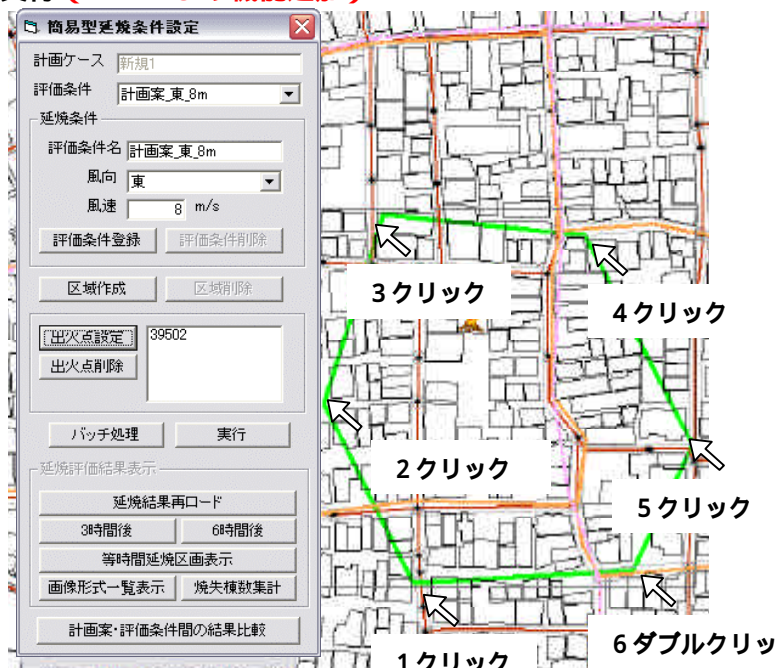 簡易型延焼条件設定
計画ケース 新規1
評価条件 計画案_東_8m
延焼条件
評価条件名 計画案_東_8m
風向 東
風速 8 m/s
評価条件登録 評価条件削除
区域作成 区域削除
出火点設定 39502
出火点削除
バッチ処理 実行
延焼評価結果表示
延焼結果再ロード
3時間後 6時間後
等時間延焼区画表示
画像形式一覧表示 焼失棟数集計
計画案・評価条件間の結果比較
3クリック
4クリック
2クリック
5クリック
1クリック
6ダブルクリッ